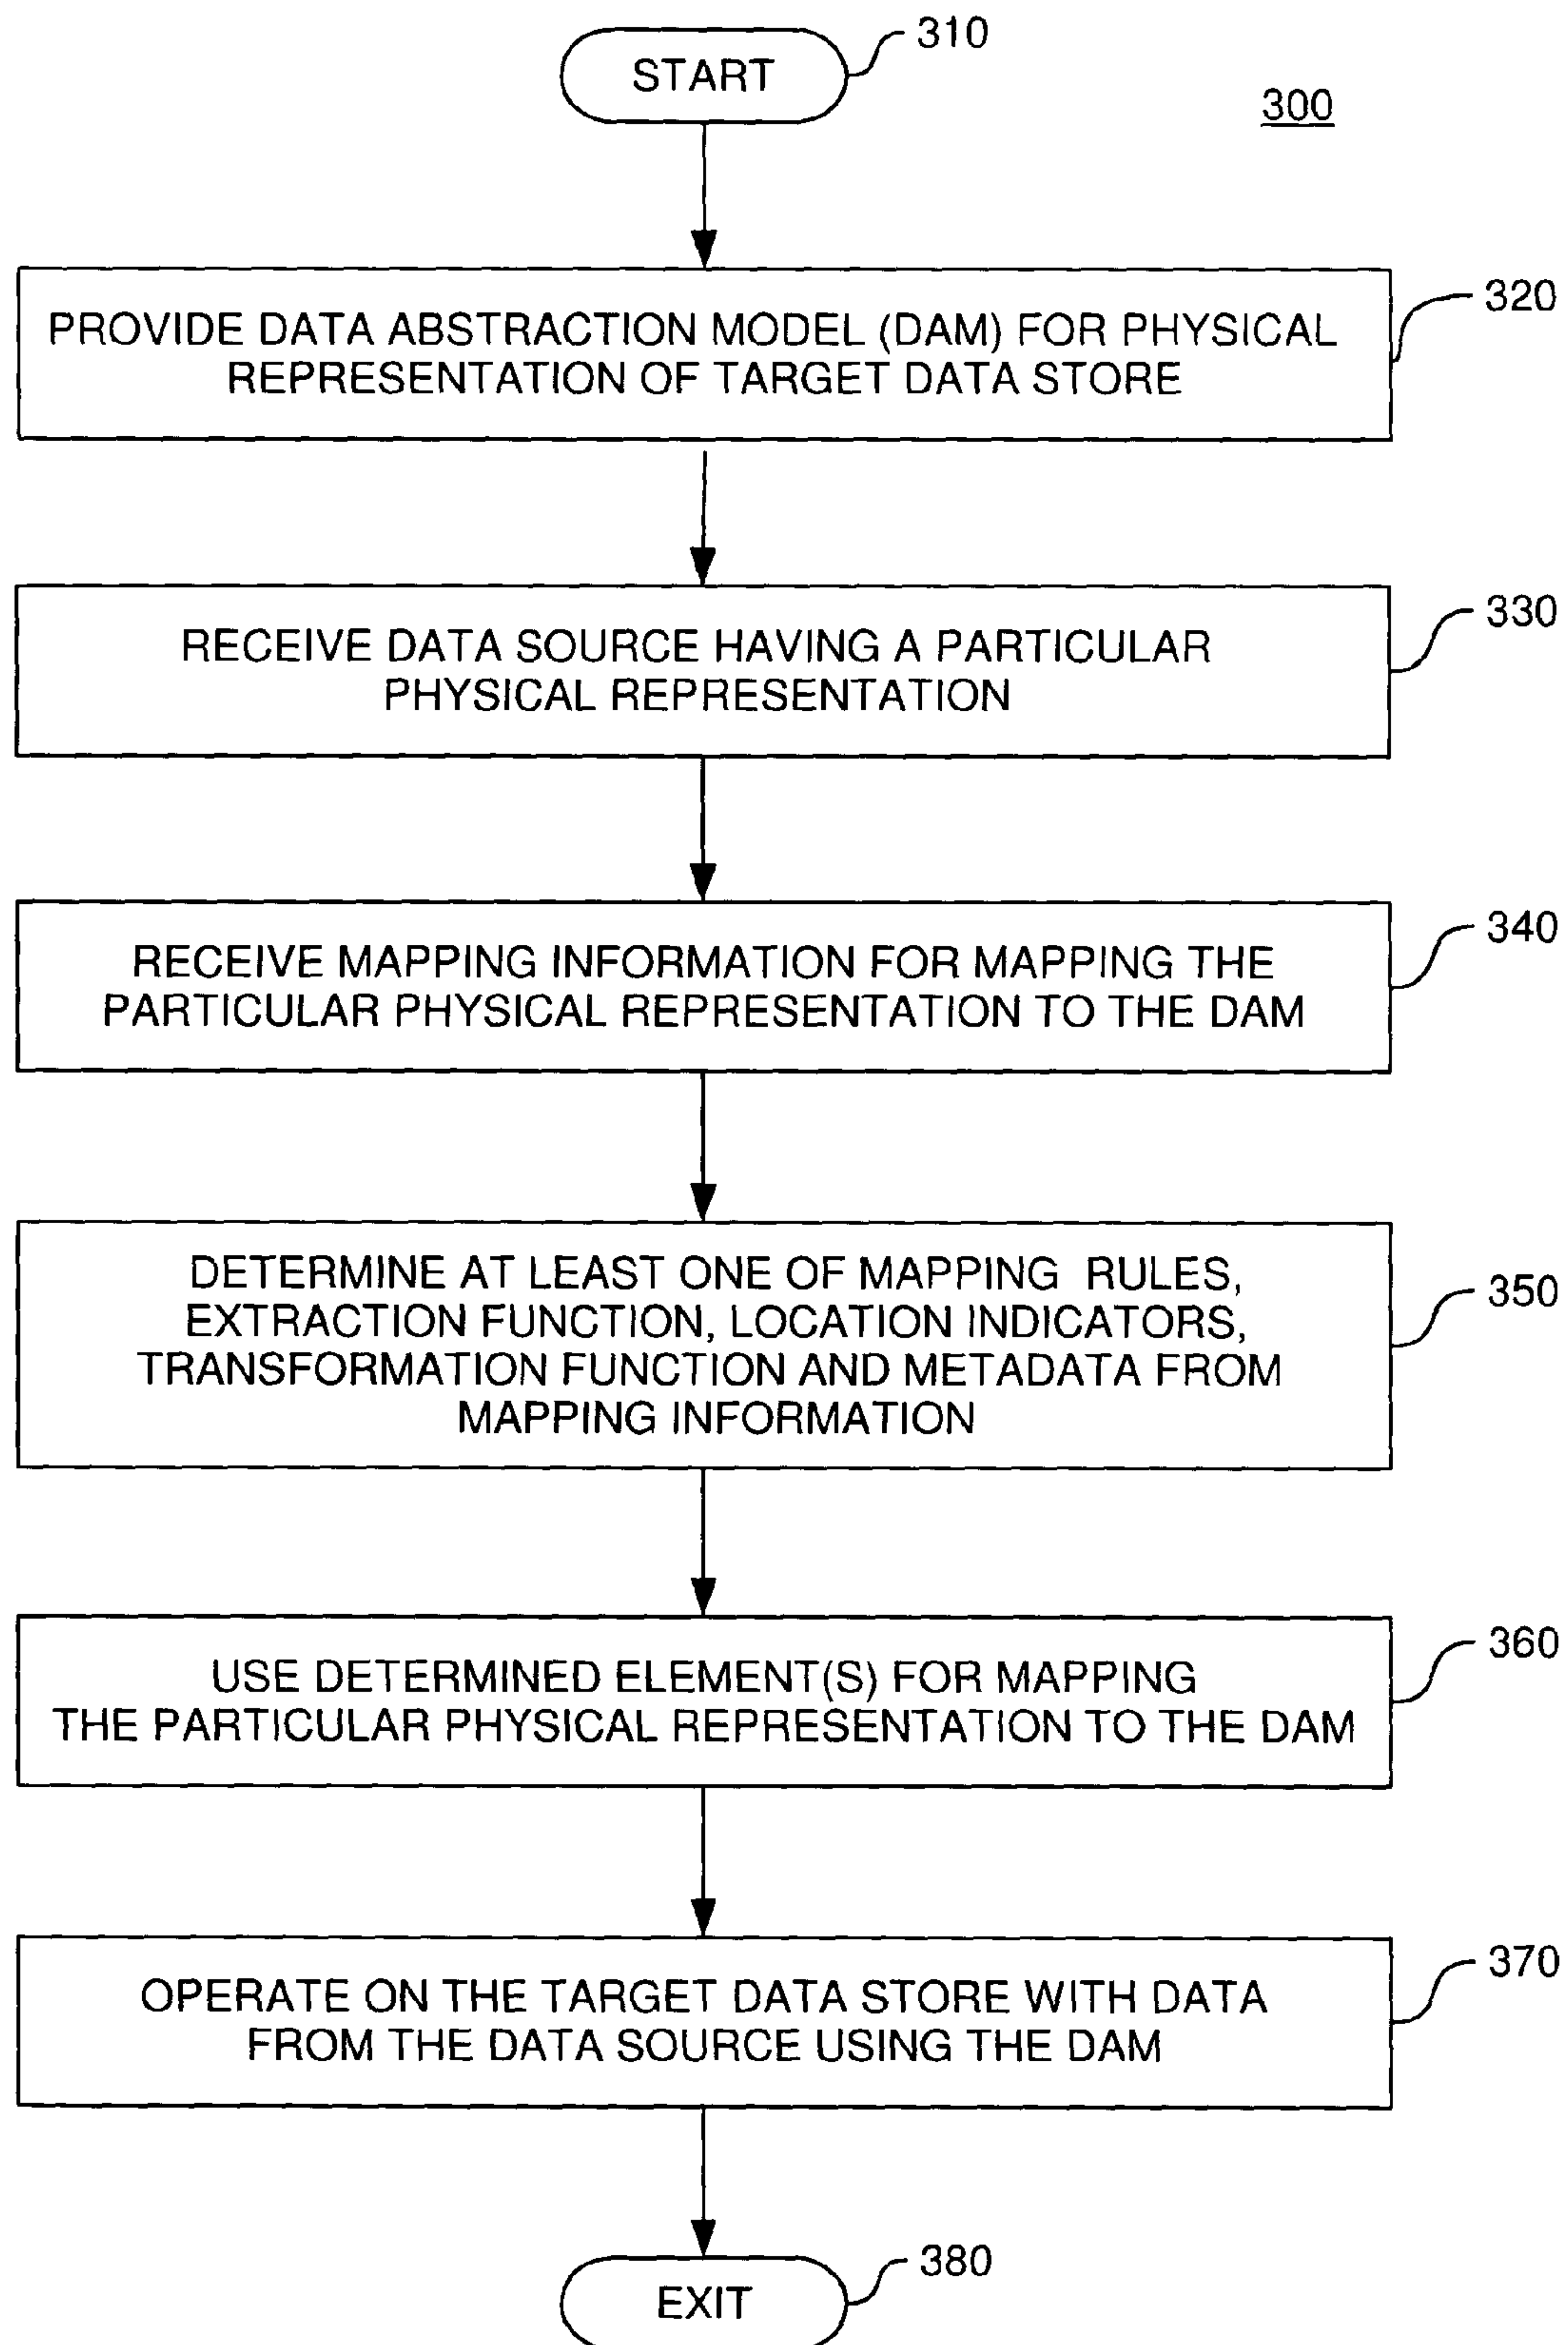 START
310
300
PROVIDE DATA ABSTRACTION MODEL (DAM) FOR PHYSICAL
REPRESENTATION OF TARGET DATA STORE
320
RECEIVE DATA SOURCE HAVING A PARTICULAR
PHYSICAL REPRESENTATION
330
RECEIVE MAPPING INFORMATION FOR MAPPING THE
PARTICULAR PHYSICAL REPRESENTATION TO THE DAM
340
DETERMINE AT LEAST ONE OF MAPPING RULES,
EXTRACTION FUNCTION, LOCATION INDICATORS,
TRANSFORMATION FUNCTION AND METADATA FROM
MAPPING INFORMATION
350
USE DETERMINED ELEMENT(S) FOR MAPPING
THE PARTICULAR PHYSICAL REPRESENTATION TO THE DAM
360
OPERATE ON THE TARGET DATA STORE WITH DATA
FROM THE DATA SOURCE USING THE DAM
370
EXIT
380